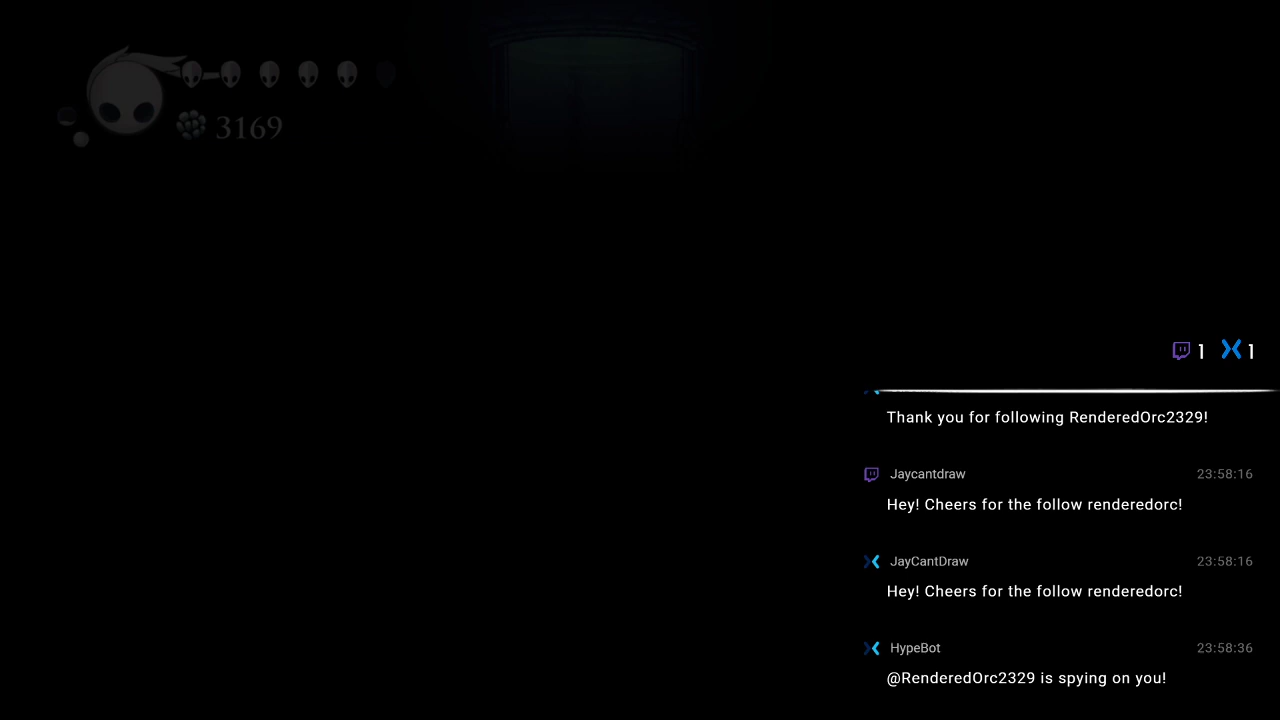 3169
1 1
Thank you for following RenderedOrc2329!
Jaycantdraw 23:58:16
Hey! Cheers for the follow renderedorc!
JayCantDraw 23:58:16
Hey! Cheers for the follow renderedorc!
HypeBot 23:58:36
@RenderedOrc2329 is spying on you!